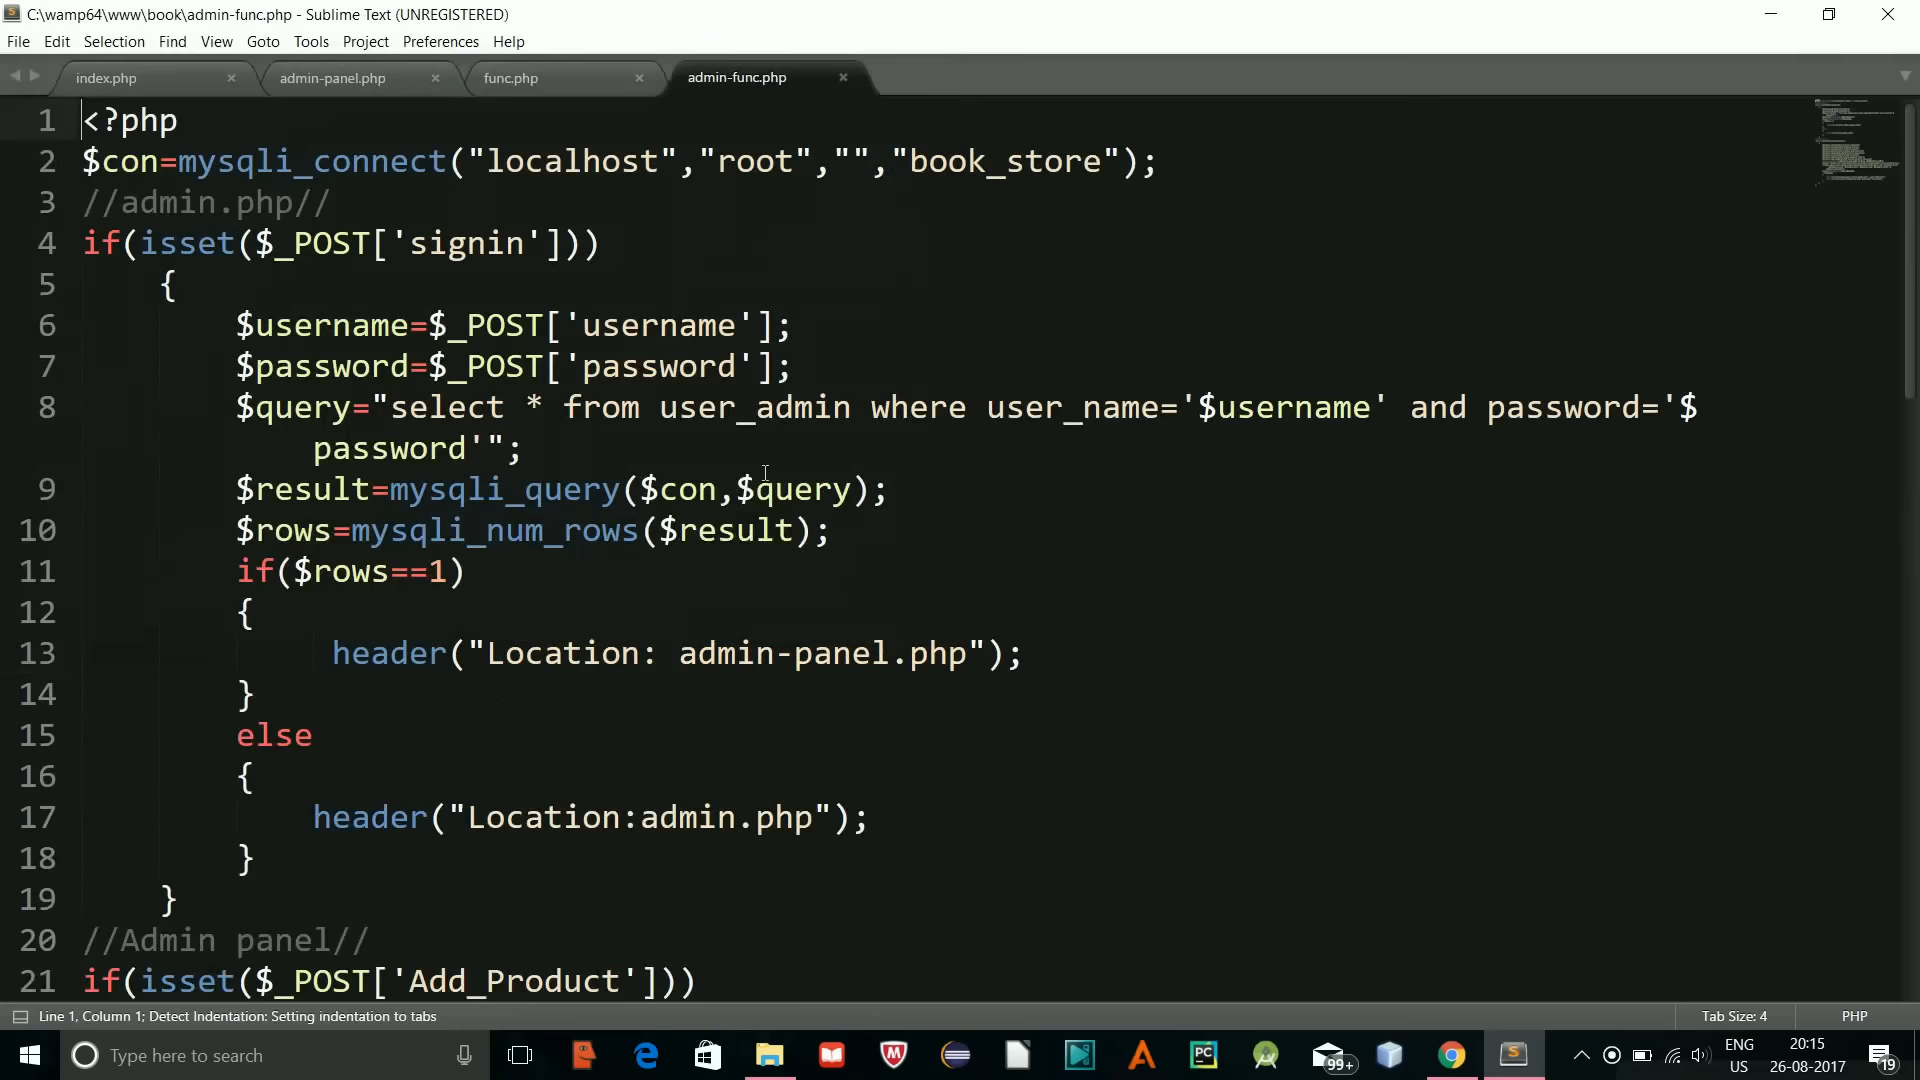 C:\wamp64\www\book\admin-func.php - Sublime Text (UNREGISTERED)
File Edit Selection Find View Goto Tools Project Preferences Help
index.php admin-panel.php func.php admin-func.php
1 <?php
2 $con=mysqli_connect("localhost","root","","book_store");
3 //admin.php//
4 if(isset($_POST['signin']))
5 {
6 $username=$_POST['username'];
7 $password=$_POST['password'];
8 $query="select * from user_admin where user_name='$username' and password='$
password'";
9 $result=mysqli_query($con,$query);
10 $rows=mysqli_num_rows($result);
11 if($rows==1)
12 {
13 header("Location: admin-panel.php");
14 }
15 else
16 {
17 header("Location:admin.php");
18 }
19 }
20 //Admin panel//
21 if(isset($_POST['Add_Product']))
Line 1, Column 1; Detect Indentation: Setting indentation to tabs Tab Size: 4 PHP
Type here to search 99+ ENG 20:15
US 26-08-2017 19